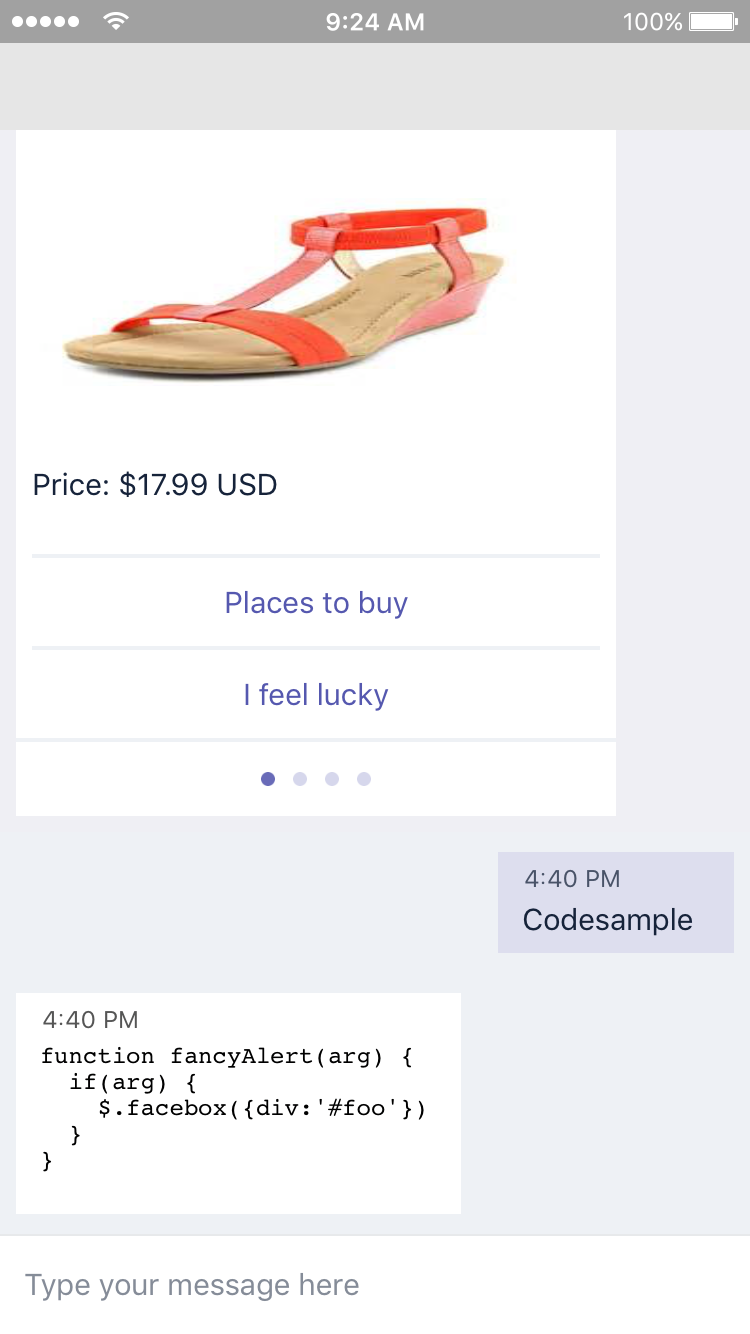 9:24 AM
100%
Price: $17.99 USD
Places to buy
I feel lucky
4:40 PM
Codesample
4:40 PM
function fancyAlert(arg) {
  if(arg) {
    $.facebox({div:'#foo'})
  }
}
Type your message here